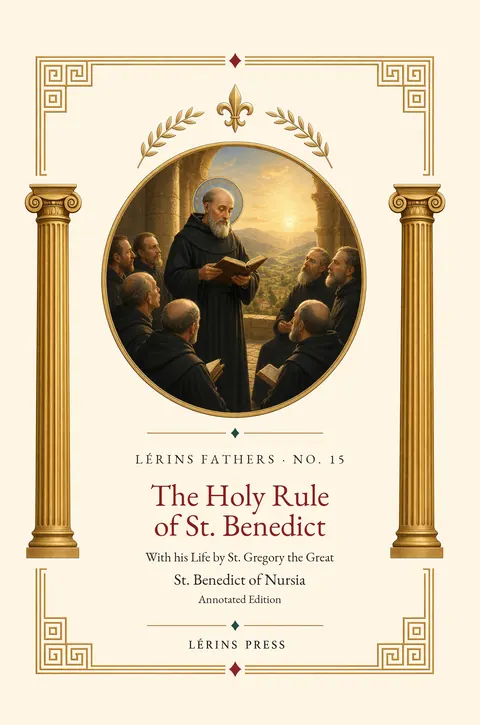 LÉRINS FATHERS · NO. 15
The Holy Rule
of St. Benedict
With his Life by St. Gregory the Great
St. Benedict of Nursia
Annotated Edition
LÉRINS PRESS